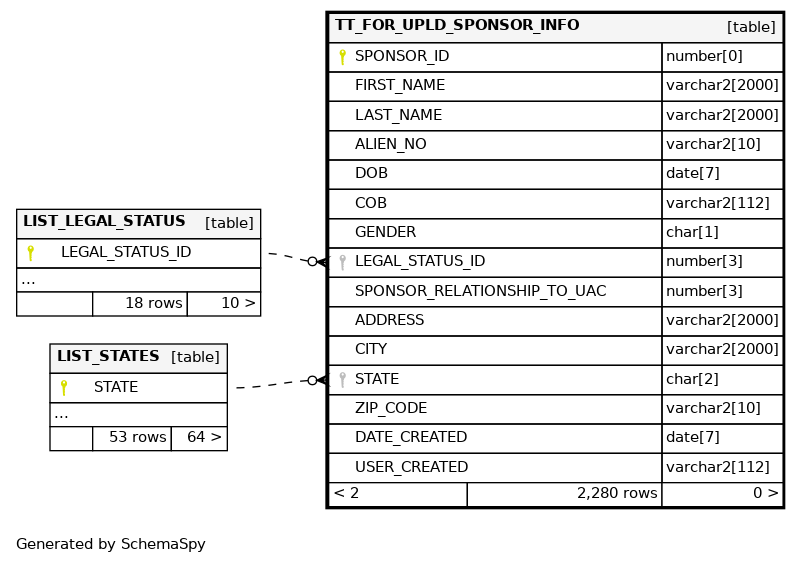 TT_FOR_UPLD_SPONSOR_INFO [table]
SPONSOR_ID number[0]
FIRST_NAME varchar2[2000]
LAST_NAME varchar2[2000]
ALIEN_NO varchar2[10]
DOB date[7]
COB varchar2[112]
GENDER char[1]
LEGAL_STATUS_ID number[3]
SPONSOR_RELATIONSHIP_TO_UAC number[3]
ADDRESS varchar2[2000]
CITY varchar2[2000]
STATE char[2]
ZIP_CODE varchar2[10]
DATE_CREATED date[7]
USER_CREATED varchar2[112]
< 2 2,280 rows 0 >
LIST_LEGAL_STATUS [table]
LEGAL_STATUS_ID
...
18 rows 10 >
LIST_STATES [table]
STATE
...
53 rows 64 >
Generated by SchemaSpy